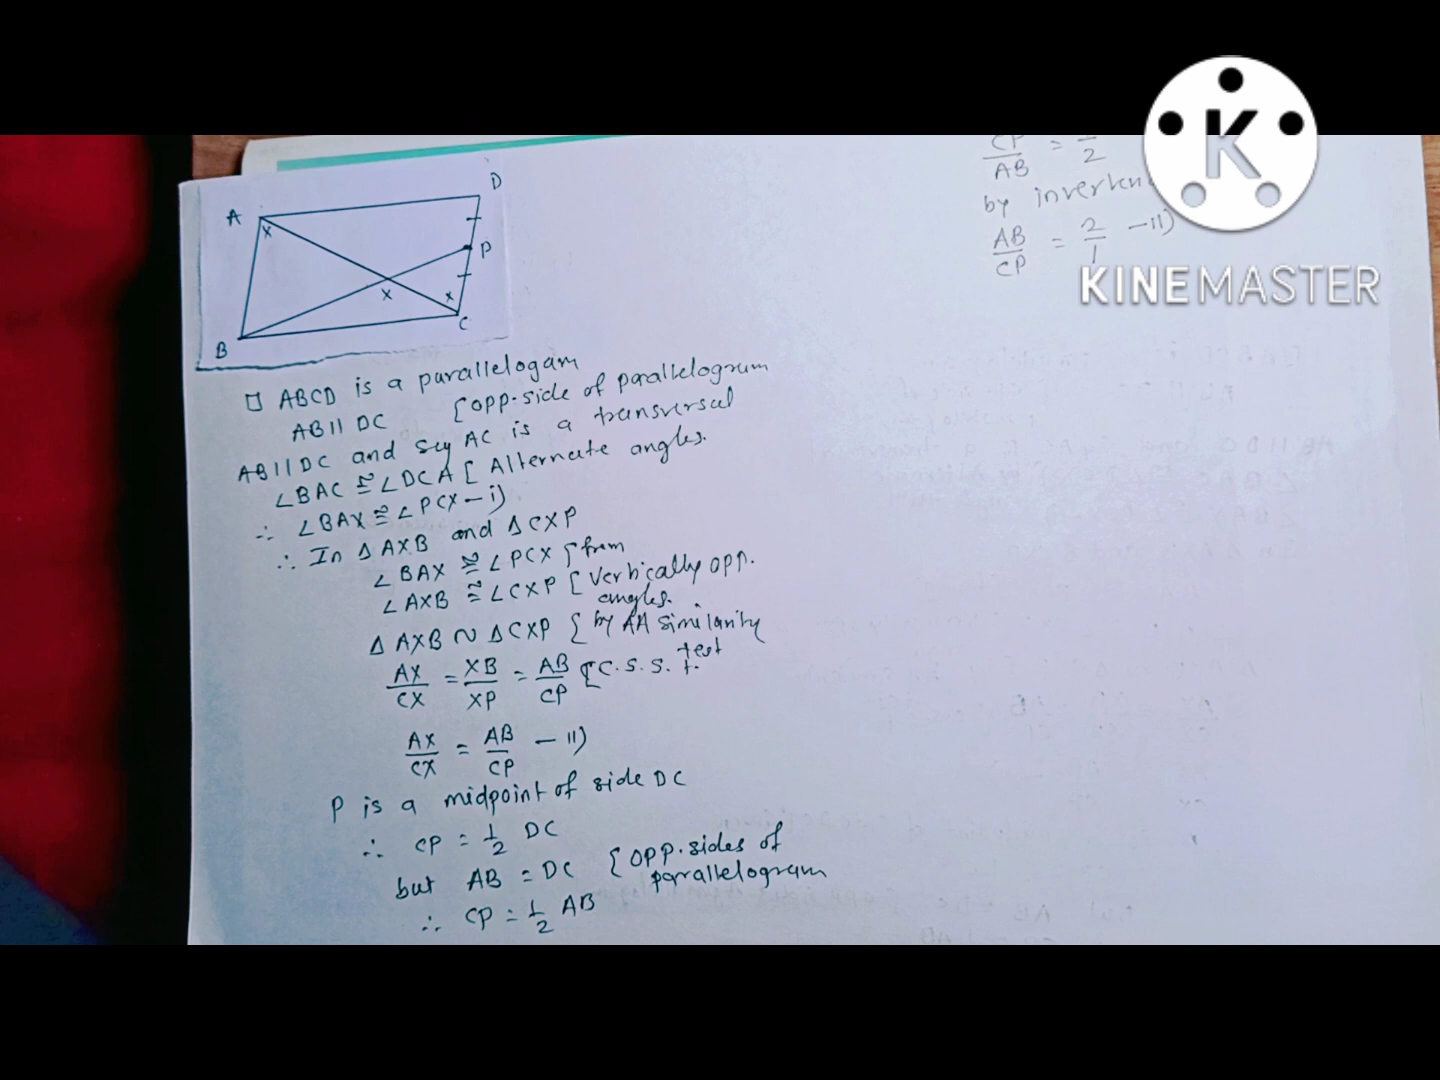 A
D
P
x
x
x
C
B
□ ABCD is a parallelogam
AB || DC [opp. side of parallelogram
AB || DC and seg AC is a transversal
∠BAC ≅ ∠DCA [Alternate angles.
∴ ∠BAX ≅ ∠PCX – i)
∴ In Δ AXB and Δ CXP
∠BAX ≅ ∠PCX [from
∠AXB ≅ ∠CXP [vertically opp. angles.
Δ AXB ~ Δ CXP [by AA similarity test
AX/CX = XB/XP = AB/CP [C.S.S.t.
AX/CX = AB/CP – II)
P is a midpoint of side DC
∴ CP = 1/2 DC
but AB = DC [opp. sides of parallelogram
∴ CP = 1/2 AB
CP/AB = 1/2
by
AB/CP = 2/1 – II)
K
KINEMASTER